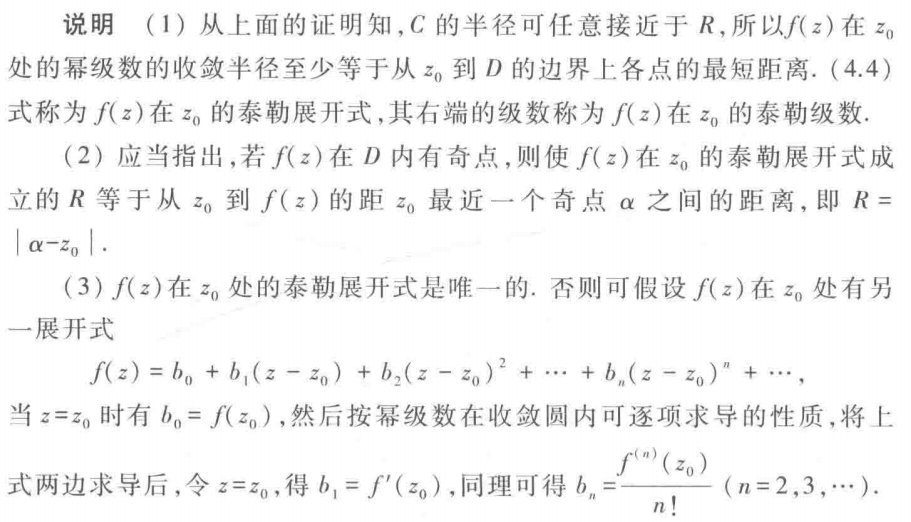 说明 (1) 从上面的证明知,C 的半径可任意接近于 R,所以f(z)在 z₀
处的幂级数的收敛半径至少等于从 z₀ 到 D 的边界上各点的最短距离. (4.4)
式称为 f(z)在 z₀ 的泰勒展开式,其右端的级数称为 f(z)在 z₀ 的泰勒级数.
(2) 应当指出,若 f(z)在 D 内有奇点,则使 f(z)在 z₀ 的泰勒展开式成
立的 R 等于从 z₀ 到 f(z)的距 z₀ 最近一个奇点 α 之间的距离,即 R=
|α-z₀|.
(3) f(z)在 z₀ 处的泰勒展开式是唯一的. 否则可假设 f(z)在 z₀ 处有另
一展开式
f(z) = b₀ + b₁(z - z₀) + b₂(z - z₀)² + ⋯ + bₙ(z - z₀)ⁿ + ⋯,
当 z=z₀ 时有 b₀= f(z₀),然后按幂级数在收敛圆内可逐项求导的性质,将上
式两边求导后,令 z=z₀,得 b₁= f′(z₀),同理可得 bₙ=f⁽ⁿ⁾(z₀)/n! (n=2,3,⋯).